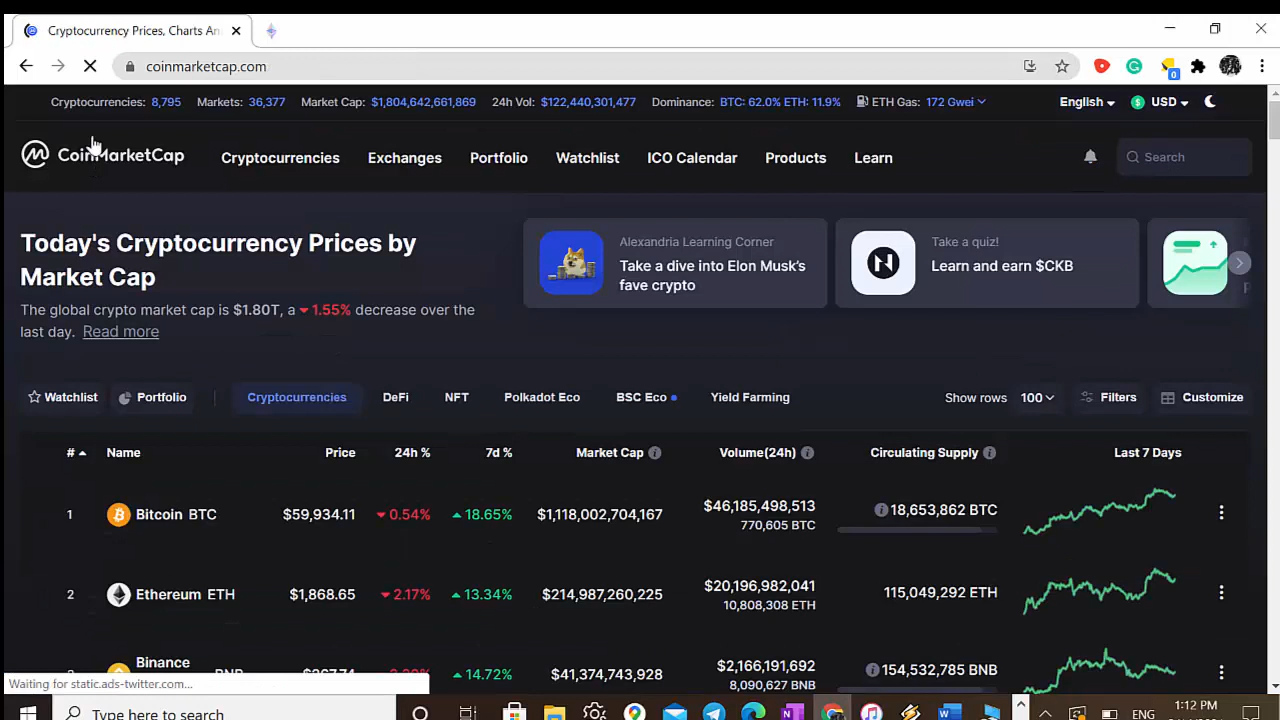 Cryptocurrency Prices, Charts An
coinmarketcap.com
0
Cryptocurrencies: 8,795 Markets: 36,377 Market Cap: $1,804,642,661,869 24h Vol: $122,440,301,477 Dominance: BTC: 62.0% ETH: 11.9% ETH Gas: 172 Gwei English USD
CoinMarketCap Cryptocurrencies Exchanges Portfolio Watchlist ICO Calendar Products Learn Search
Today's Cryptocurrency Prices by
Market Cap
The global crypto market cap is $1.80T, a 1.55% decrease over the
last day. Read more
Alexandria Learning Corner
Take a dive into Elon Musk's
fave crypto
Take a quiz!
Learn and earn $CKB
Watchlist Portfolio Cryptocurrencies DeFi NFT Polkadot Eco BSC Eco Yield Farming Show rows 100 Filters Customize
# Name Price 24h % 7d % Market Cap Volume(24h) Circulating Supply Last 7 Days
1 Bitcoin BTC $59,934.11 0.54% 18.65% $1,118,002,704,167 $46,185,498,513 18,653,862 BTC
770,605 BTC
2 Ethereum ETH $1,868.65 2.17% 13.34% $214,987,260,225 $20,196,982,041 115,049,292 ETH
10,808,308 ETH
Binance
BNB 14.72% $41,374,743,928 $2,166,191,692 154,532,785 BNB
8,090,627 BNB
Waiting for static.ads-twitter.com...
Type here to search
ENG
1:12 PM